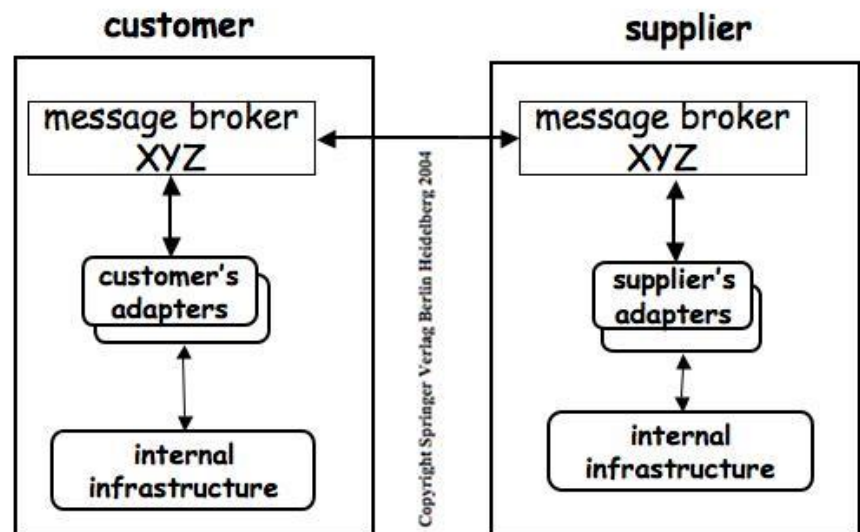 customer
message broker
XYZ
customer's
adapters
internal
infrastructure
Copyright Springer Verlag Berlin Heidelberg 2004
supplier
message broker
XYZ
supplier's
adapters
internal
infrastructure